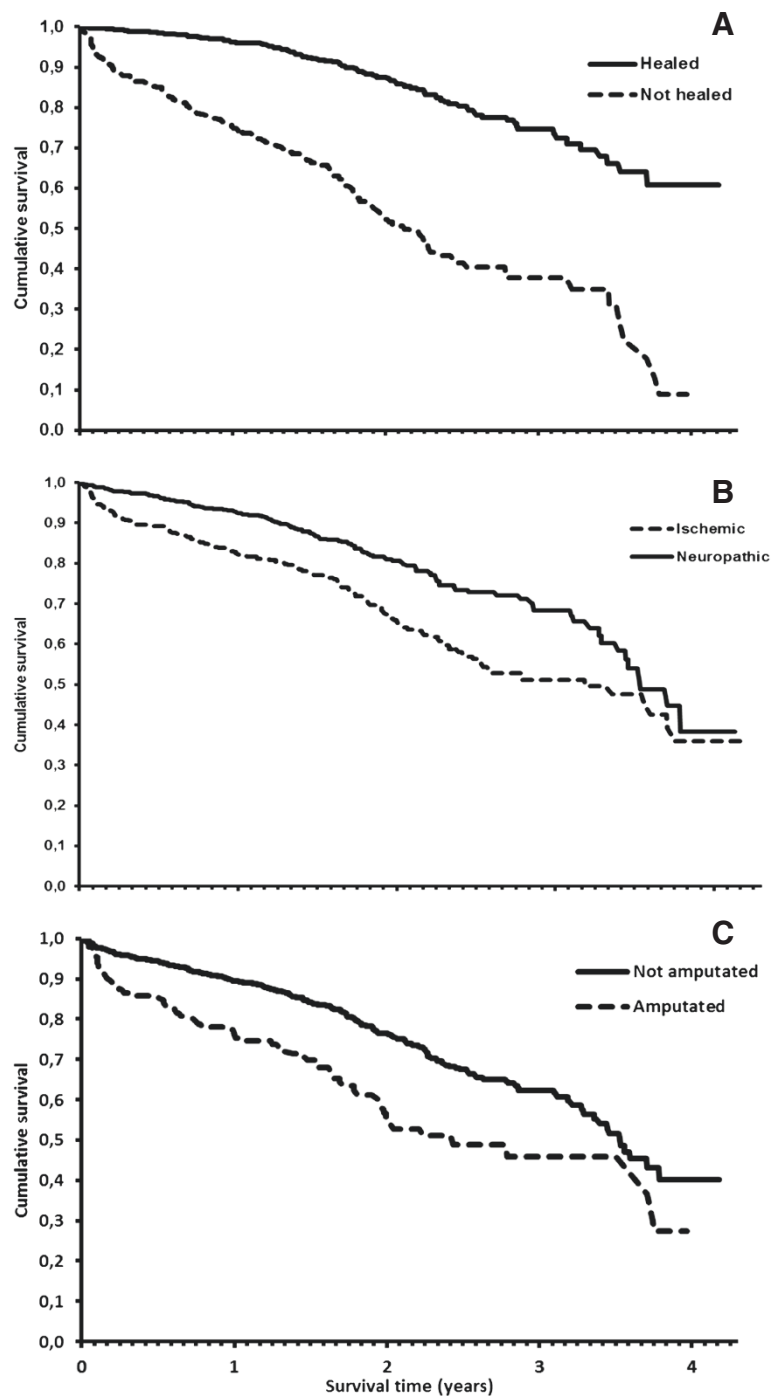 A
Healed
Not healed
Cumulative survival
1,0
0,9
0,8
0,7
0,6
0,5
0,4
0,3
0,2
0,1
0.0
B
Ischemic
Neuropathic
Cumulative survival
1,0
0,9
0,8
0,7
0,6
0,5
0,4
0,3
0,2
0,1
0,0
C
Not amputated
Amputated
Cumulative survival
1,0
0,9
0,8
0,7
0,6
0,5
0,4
0,3
0,2
0,1
0,0
0 1 2 3 4
Survival time (years)